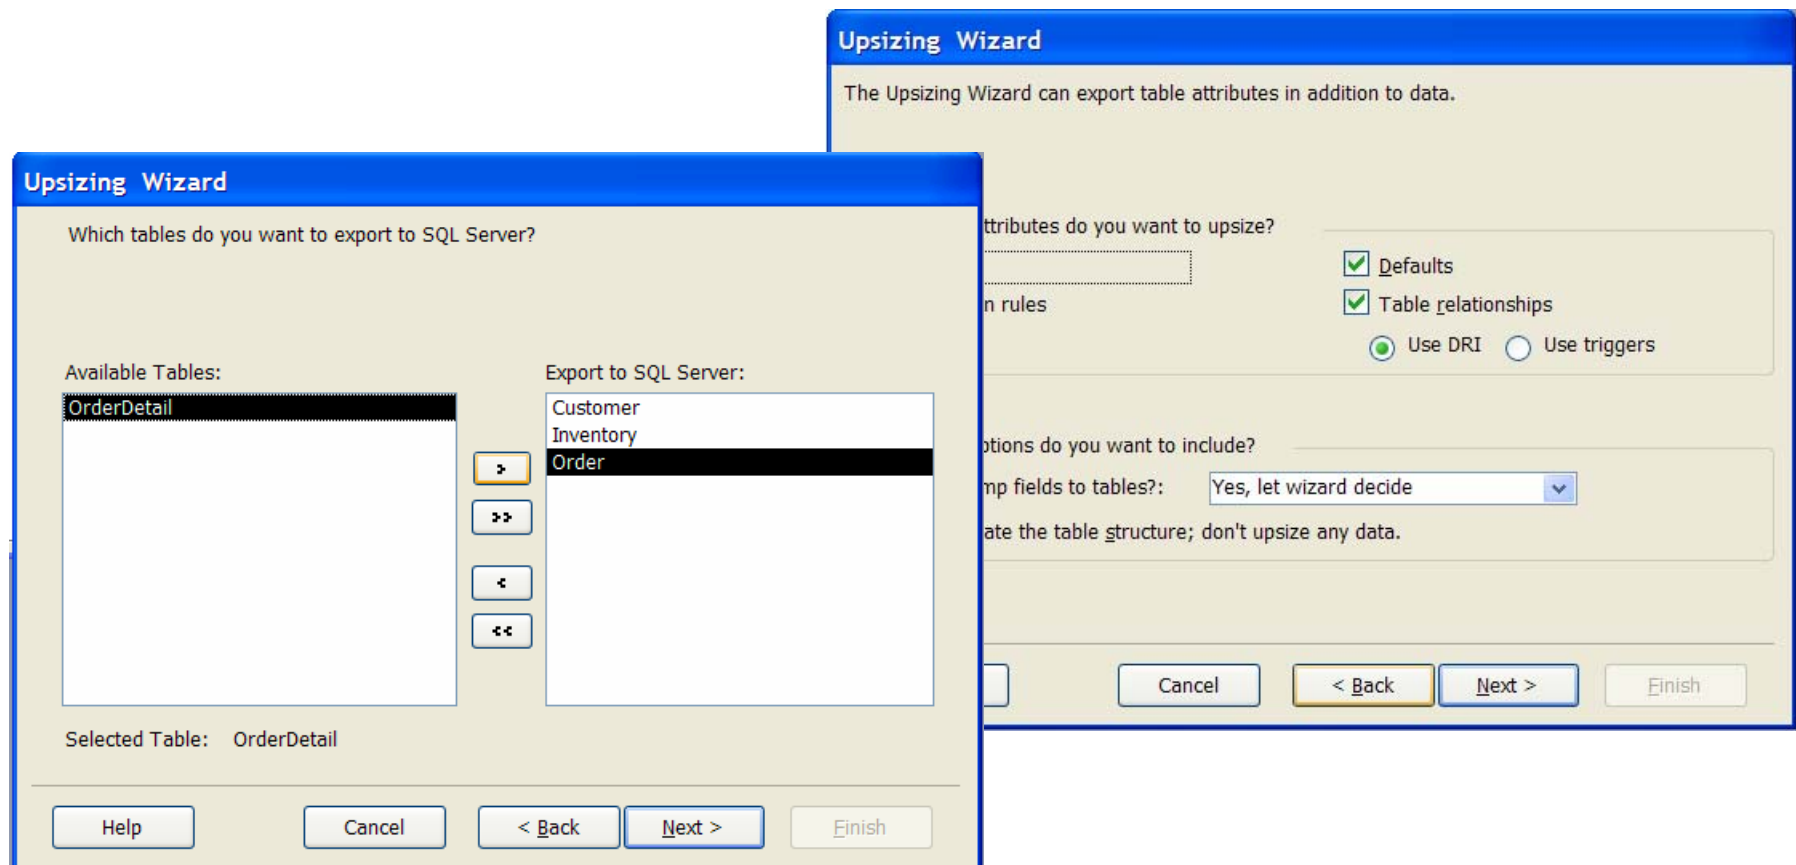 Upsizing Wizard
The Upsizing Wizard can export table attributes in addition to data.
attributes do you want to upsize?
Defaults
n rules
Table relationships
Use DRI Use triggers
do you want to include?
fields to tables?: Yes, let wizard decide
the table structure; don't upsize any data.
Cancel < Back Next > Finish
Upsizing Wizard
Which tables do you want to export to SQL Server?
Available Tables: Export to SQL Server:
OrderDetail Customer
Inventory
Order
>
>>
<
<<
Selected Table: OrderDetail
Help Cancel < Back Next > Finish